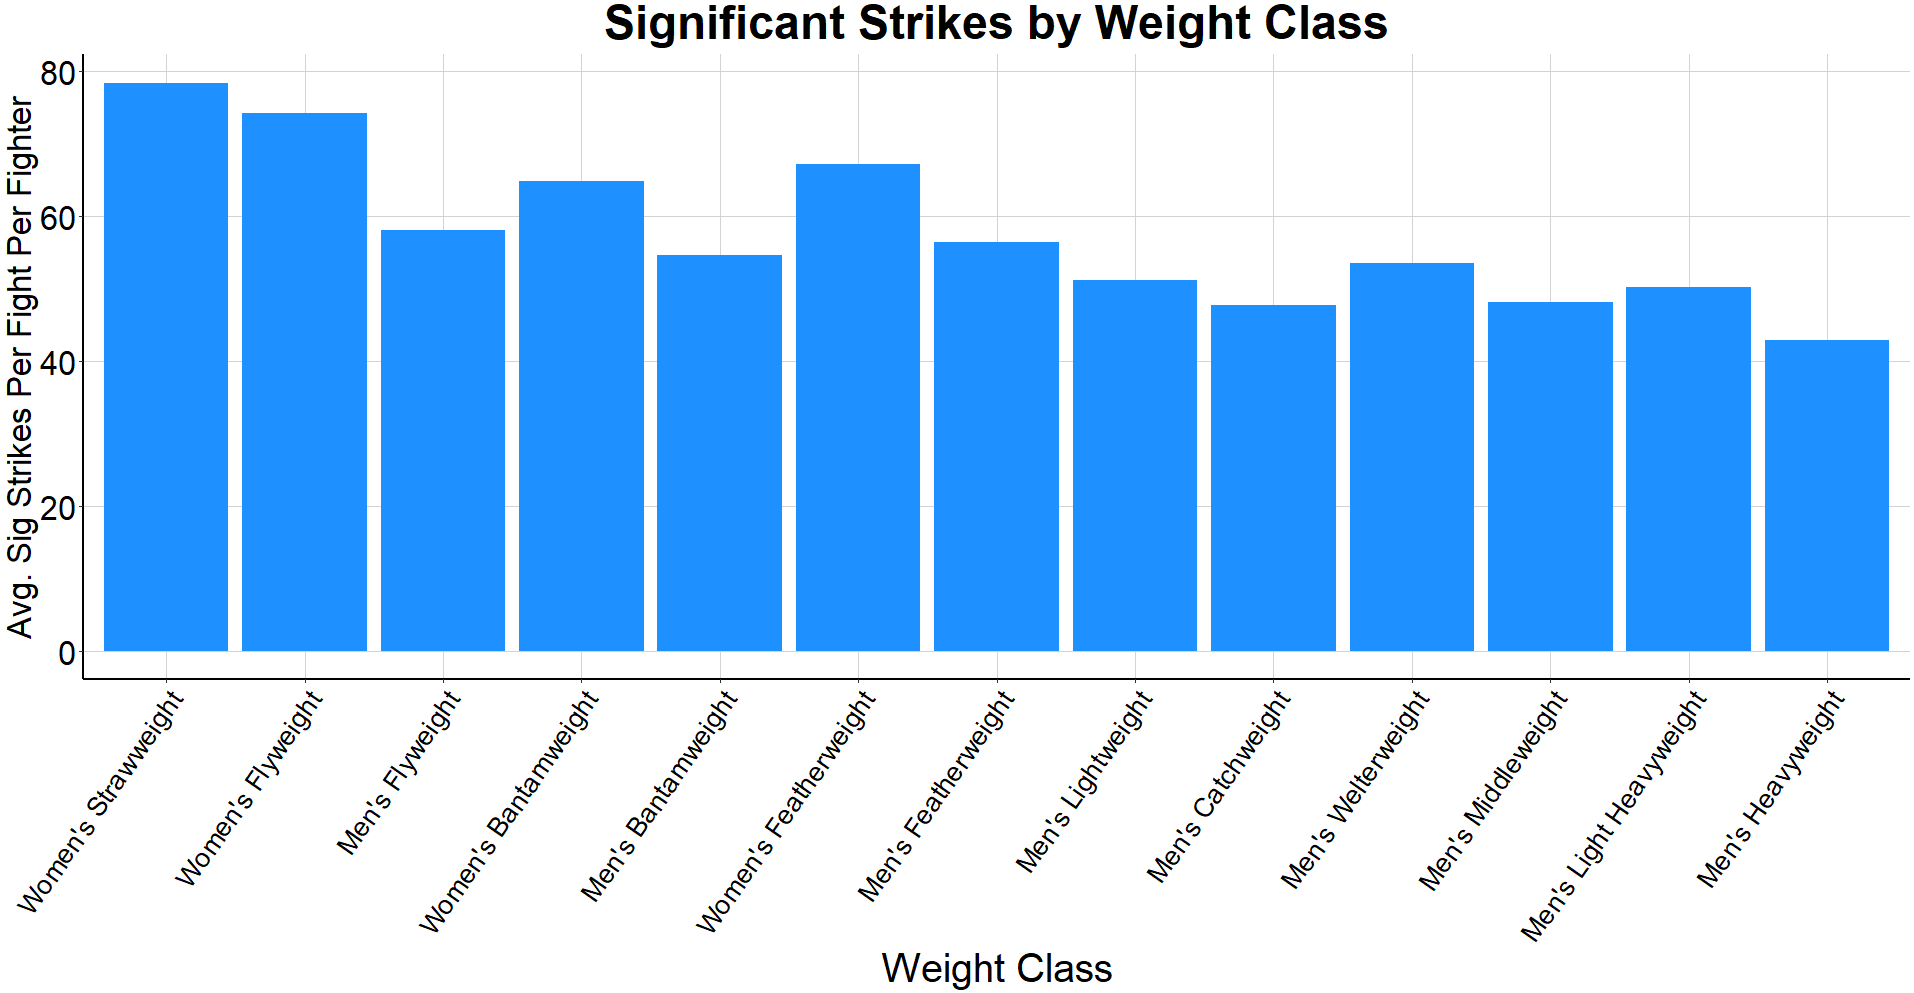 Significant Strikes by Weight Class
Avg. Sig Strikes Per Fight Per Fighter
80
60
40
20
0
Women's Strawweight
Women's Flyweight
Men's Flyweight
Women's Bantamweight
Men's Bantamweight
Women's Featherweight
Men's Featherweight
Men's Lightweight
Men's Catchweight
Men's Welterweight
Men's Middleweight
Men's Light Heavyweight
Men's Heavyweight
Weight Class